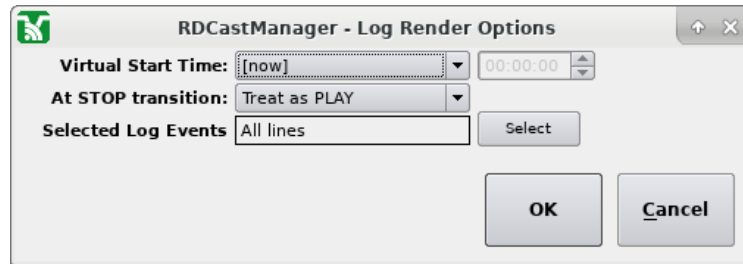 RDCastManager - Log Render Options
Virtual Start Time: [now] 00:00:00
At STOP transition: Treat as PLAY
Selected Log Events All lines Select
OK Cancel